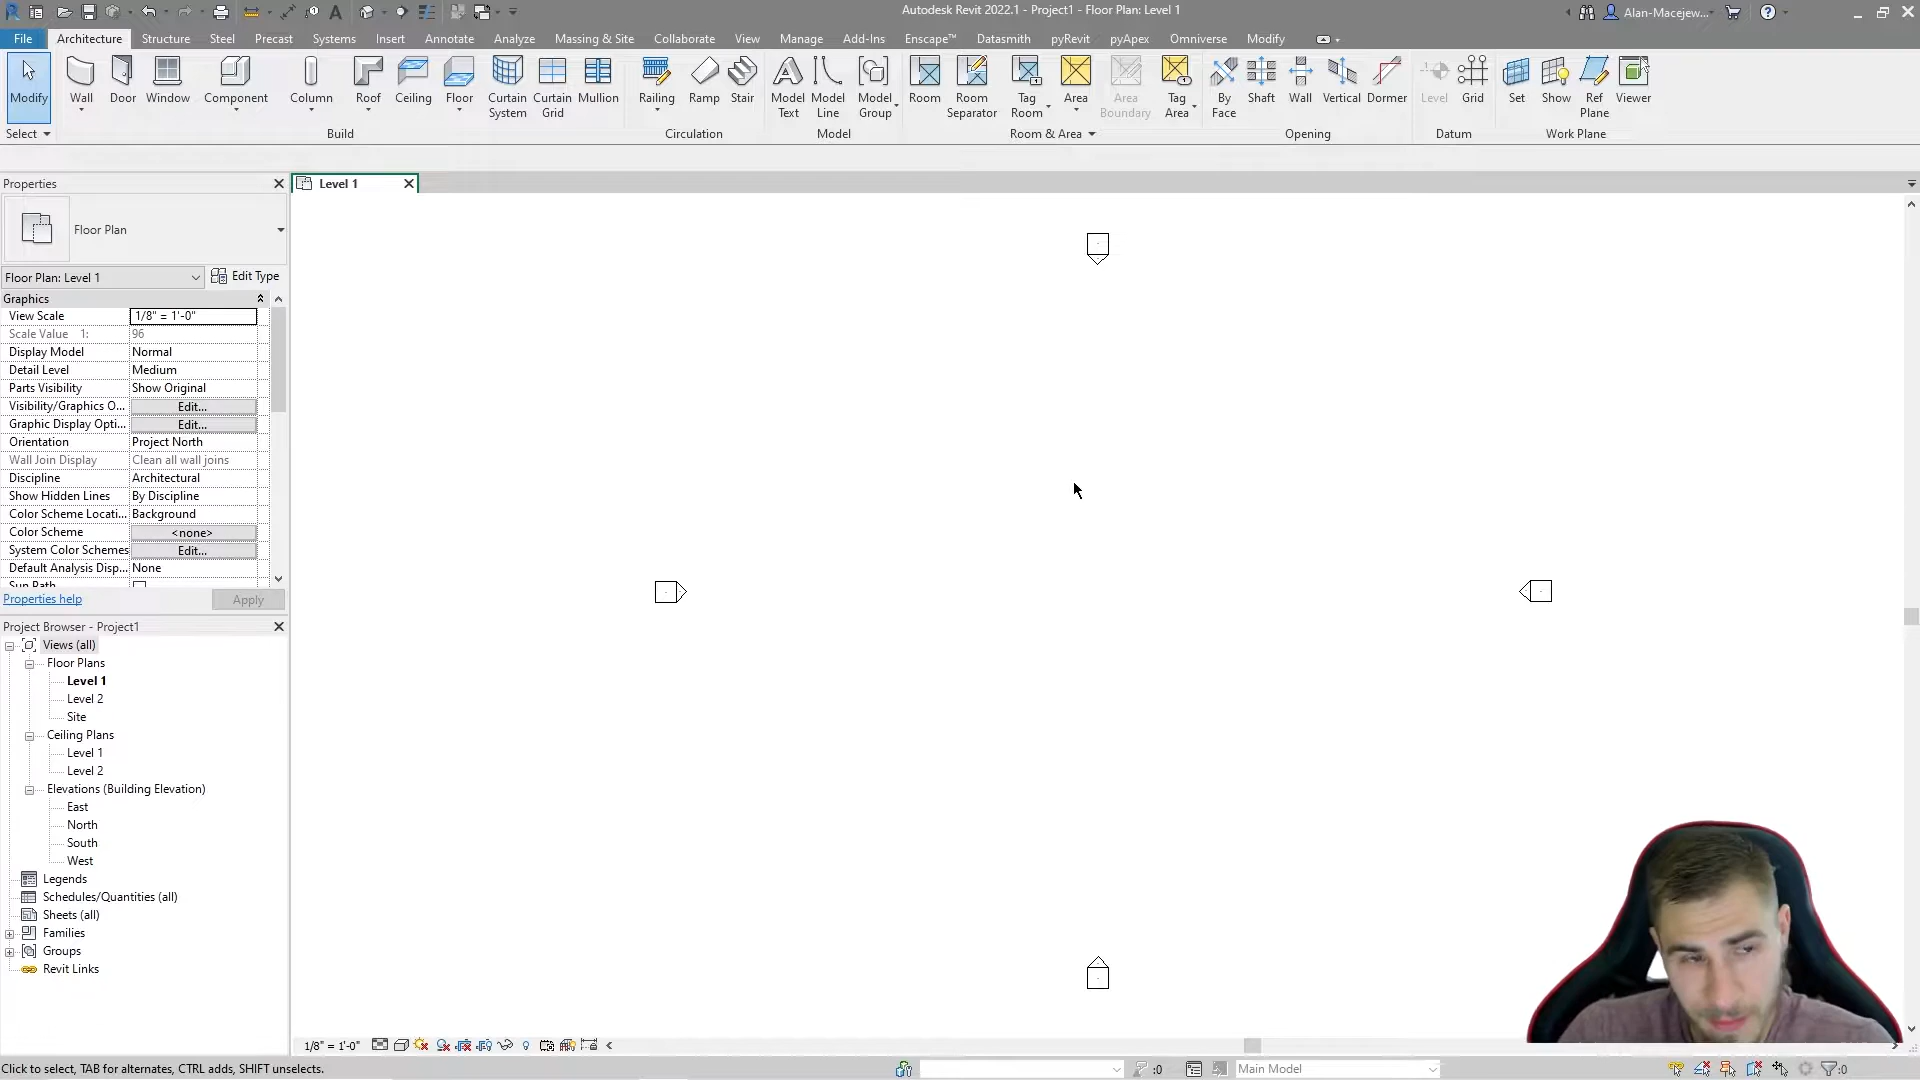 Autodesk Revit 2022.1 - Project1 - Floor Plan: Level 1
Alan-Macejew...
File Architecture Structure Steel Precast Systems Insert Annotate Analyze Massing & Site Collaborate View Manage Add-Ins Enscape™ Datasmith pyRevit pyApex Omniverse Modify
Modify Wall Door Window Component Column Roof Ceiling Floor Curtain System Curtain Grid Mullion Railing Ramp Stair Model Text Model Line Model Group Room Room Separator Tag Room Area Area Boundary Tag Area By Face Shaft Wall Vertical Dormer Level Grid Set Show Ref Plane Viewer
Select Build Circulation Model Room & Area Opening Datum Work Plane
Properties
Level 1
Floor Plan
Floor Plan: Level 1 Edit Type
Graphics
View Scale 1/8" = 1'-0"
Scale Value 1: 96
Display Model Normal
Detail Level Medium
Parts Visibility Show Original
Visibility/Graphics O... Edit...
Graphic Display Opti... Edit...
Orientation Project North
Wall Join Display Clean all wall joins
Discipline Architectural
Show Hidden Lines By Discipline
Color Scheme Locati... Background
Color Scheme <none>
System Color Schemes Edit...
Default Analysis Disp... None
Sun Path
Properties help Apply
Project Browser - Project1
Views (all)
Floor Plans
Level 1
Level 2
Site
Ceiling Plans
Level 1
Level 2
Elevations (Building Elevation)
East
North
South
West
Legends
Schedules/Quantities (all)
Sheets (all)
Families
Groups
Revit Links
1/8" = 1'-0"
Click to select, TAB for alternates, CTRL adds, SHIFT unselects.
:0
Main Model
:0